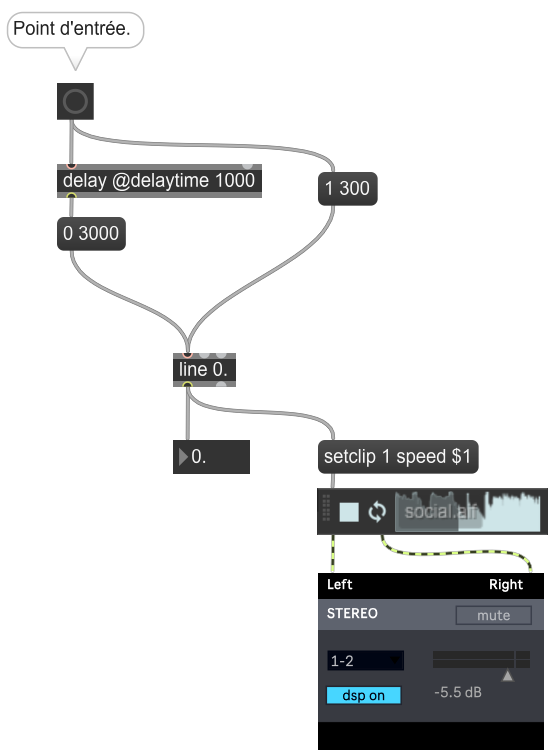 Point d'entrée.
delay @delaytime 1000
1 300
0 3000
line 0.
0.
setclip 1 speed $1
social.aif
Left Right
STEREO mute
1-2
dsp on -5.5 dB